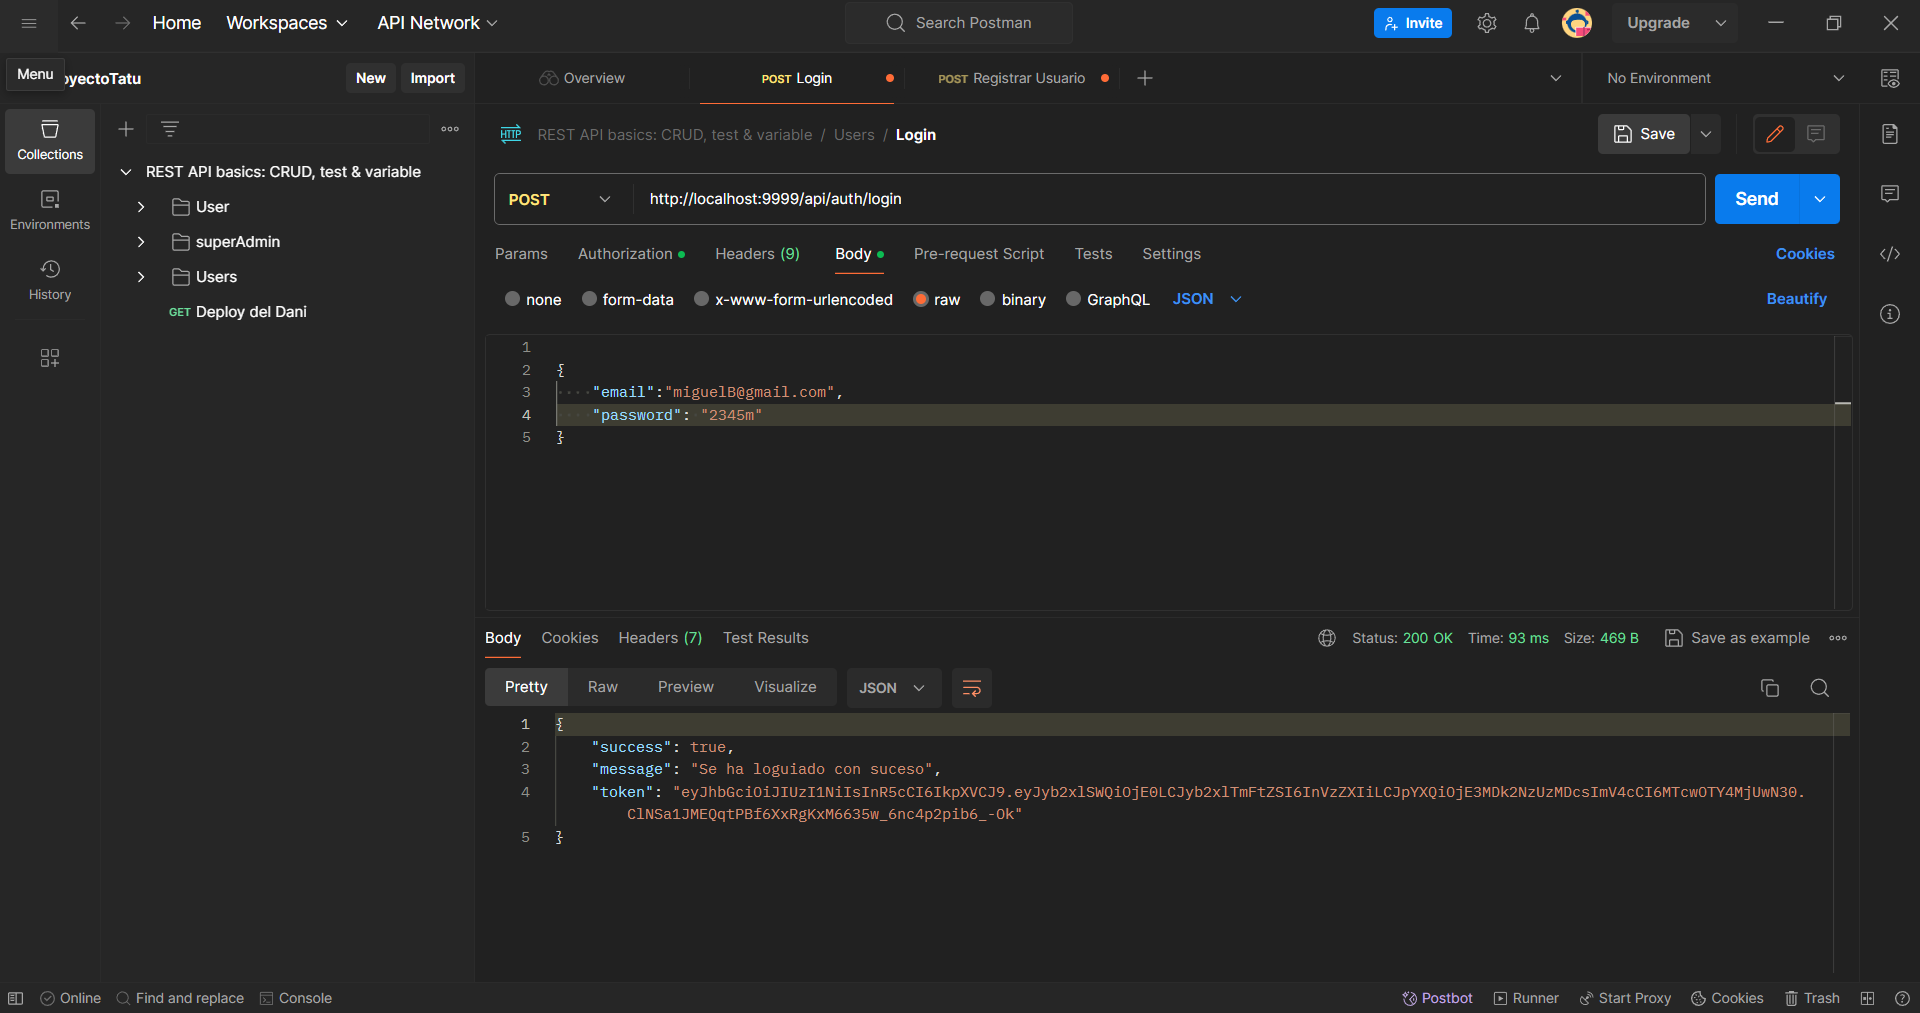 Home Workspaces API Network Search Postman Invite Upgrade
Menu oyectoTatu New Import Overview POST Login POST Registrar Usuario No Environment
Collections
Environments
History
REST API basics: CRUD, test & variable
User
superAdmin
Users
GET Deploy del Dani
HTTP REST API basics: CRUD, test & variable / Users / Login Save
POST http://localhost:9999/api/auth/login Send
Params Authorization Headers (9) Body Pre-request Script Tests Settings Cookies
none form-data x-www-form-urlencoded raw binary GraphQL JSON Beautify
1
2 {
3 "email":"miguelB@gmail.com",
4 "password": "2345m"
5 }
Body Cookies Headers (7) Test Results Status: 200 OK Time: 93 ms Size: 469 B Save as example
Pretty Raw Preview Visualize JSON
1 {
2 "success": true,
3 "message": "Se ha loguiado con suceso",
4 "token": "eyJhbGciOiJIUzI1NiIsInR5cCI6IkpXVCJ9.eyJyb2xlSWQiOjE0LCJyb2xlTmFtZSI6InVzZXIiLCJpYXQiOjE3MDk2NzUzMDcsImV4cCI6MTcwOTY4MjUwN30.
ClNSa1JMEQqtPBf6XxRgKxM6635w_6nc4p2pib6_-Ok"
5 }
Online Find and replace Console Postbot Runner Start Proxy Cookies Trash